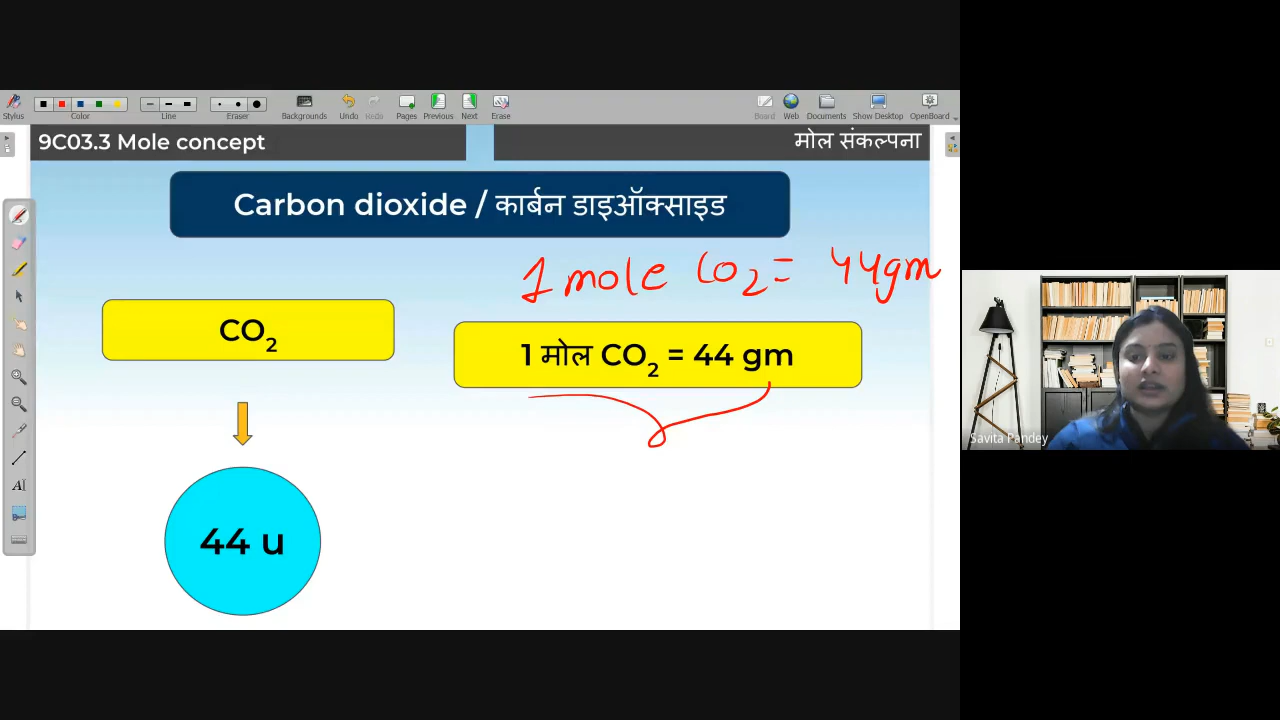 Stylus
Color
Line
Eraser
Backgrounds
Undo
Redo
Pages
Previous
Next
Erase
Board
Web
Documents
Show Desktop
OpenBoard
9C03.3 Mole concept
मोल संकल्पना
Carbon dioxide / कार्बन डाइऑक्साइड
1 mole CO₂ = 44gm
CO₂
1 मोल CO₂ = 44 gm
44 u
Savita Pandey